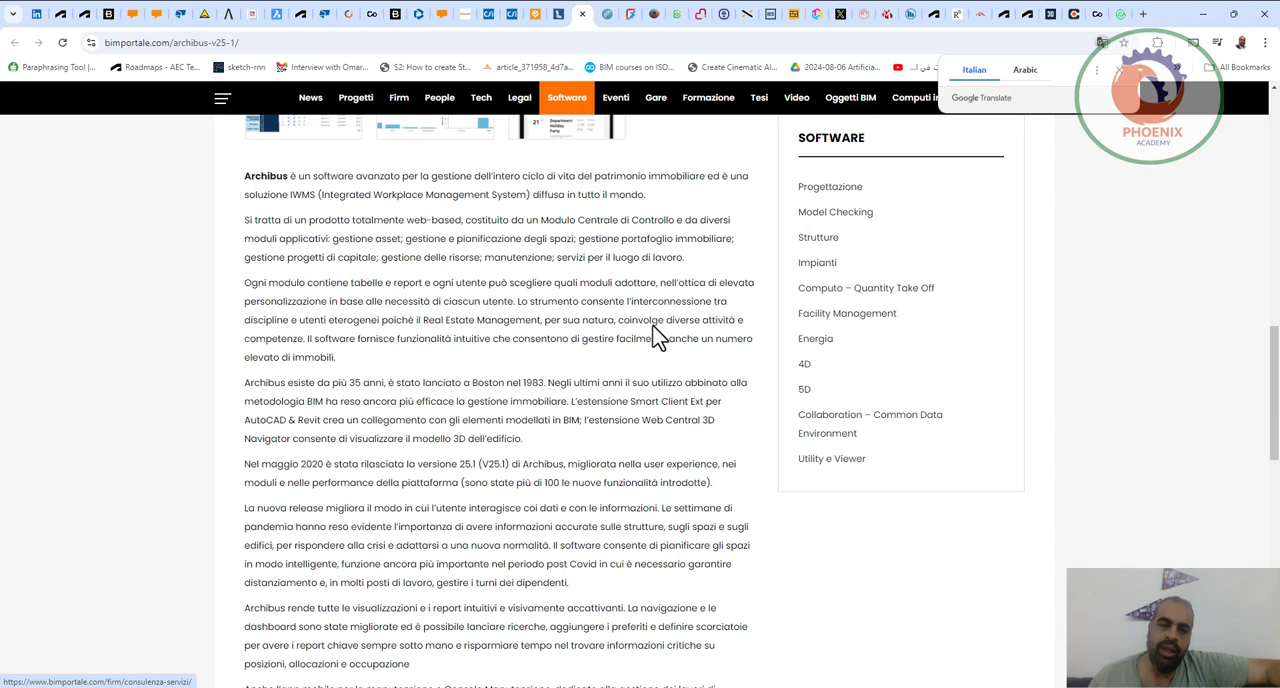 bimportale.com/archibus-v25-1/
Paraphrasing Tool |...
Roadmaps - AEC Te...
sketch-rnn
Interview with Omar...
(52) 2: How to Use St...
article_371958_4d7a...
BIM courses on ISO...
Create Cinematic AI...
2024-08-06 Artificia...
All Bookmarks
Italian
Arabic
Google Translate
PHOENIX
ACADEMY
News
Progetti
Firm
People
Tech
Legal
Software
Eventi
Gare
Formazione
Tesi
Video
Oggetti BIM
Computi in
21
Department
Holiday
Party
Archibus è un software avanzato per la gestione dell'intero ciclo di vita del patrimonio immobiliare ed è una
soluzione IWMS (Integrated Workplace Management System) diffusa in tutto il mondo.
Si tratta di un prodotto totalmente web-based, costituito da un Modulo Centrale di Controllo e da diversi
moduli applicativi: gestione asset; gestione e pianificazione degli spazi; gestione portafoglio immobiliare;
gestione progetti di capitale; gestione delle risorse; manutenzione; servizi per il luogo di lavoro.
Ogni modulo contiene tabelle e report e ogni utente può scegliere quali moduli adottare, nell'ottica di elevata
personalizzazione in base alle necessità di ciascun utente. Lo strumento consente l'interconnessione tra
discipline e utenti eterogenei poiché il Real Estate Management, per sua natura, coinvolge diverse attività e
competenze. Il software fornisce funzionalità intuitive che consentono di gestire facilme anche un numero
elevato di immobili.
Archibus esiste da più 35 anni, è stato lanciato a Boston nel 1983. Negli ultimi anni il suo utilizzo abbinato alla
metodologia BIM ha reso ancora più efficace la gestione immobiliare. L'estensione Smart Client Ext per
AutoCAD & Revit crea un collegamento con gli elementi modellati in BIM; l'estensione Web Central 3D
Navigator consente di visualizzare il modello 3D dell'edificio.
Nel maggio 2020 è stata rilasciata la versione 25.1 (V25.1) di Archibus, migliorata nella user experience, nei
moduli e nelle performance della piattaforma (sono state più di 100 le nuove funzionalità introdotte).
La nuova release migliora il modo in cui l'utente interagisce coi dati e con le informazioni. Le settimane di
pandemia hanno reso evidente l'importanza di avere informazioni accurate sulle strutture, sugli spazi e sugli
edifici, per rispondere alla crisi e adattarsi a una nuova normalità. Il software consente di pianificare gli spazi
in modo intelligente, funzione ancora più importante nel periodo post Covid in cui è necessario garantire
distanziamento e, in molti posti di lavoro, gestire i turni dei dipendenti.
Archibus rende tutte le visualizzazioni e i report intuitivi e visivamente accattivanti. La navigazione e le
dashboard sono state migliorate ed è possibile lanciare ricerche, aggiungere i preferiti e definire scorciatoie
per avere i report chiave sempre sotto mano e risparmiare tempo nel trovare informazioni critiche su
posizioni, allocazioni e occupazione
SOFTWARE
Progettazione
Model Checking
Strutture
Impianti
Computo – Quantity Take Off
Facility Management
Energia
4D
5D
Collaboration – Common Data
Environment
Utility e Viewer
https://www.bimportale.com/firm/consulenza-servizi/